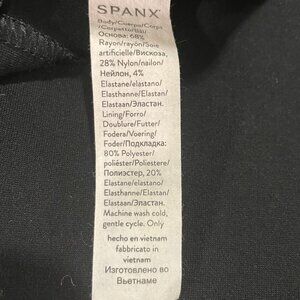 SPANX
Body/Cuerpo/Corps
/Corpetto/Bal/
Основа: 68%
Rayon/rayón/Soie
artificielle/Вискоза,
28% Nylon/nailon/
Нейлон, 4%
Elastane/elastano/
Elasthanne/Elastan/
Elastaan/Эластан.
Lining/Forro/
Doublure/Futter/
Fodera/Voering/
Foder/Подкладка:
80% Polyester/
poliéster/Poliestere/
Полиэстер, 20%
Elastane/elastano/
Elasthanne/Elastan/
Elastaan/Эластан.
Machine wash cold,
gentle cycle. Only
hecho en vietnam
fabbricato in
vietnam
Изготовлено во
Вьетнаме